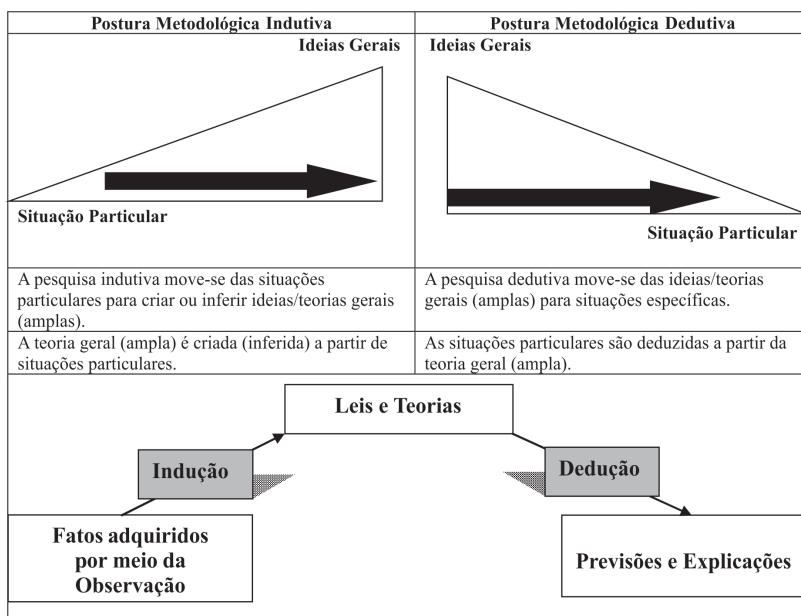 Postura Metodológica Indutiva
Postura Metodológica Dedutiva
Ideias Gerais
Situação Particular
Ideias Gerais
Situação Particular
A pesquisa indutiva move-se das situações
particulares para criar ou inferir ideias/teorias gerais
(amplas).
A pesquisa dedutiva move-se das ideias/teorias
gerais (amplas) para situações específicas.
A teoria geral (ampla) é criada (inferida) a partir de
situações particulares.
As situações particulares são deduzidas a partir da
teoria geral (ampla).
Leis e Teorias
Indução
Dedução
Fatos adquiridos
por meio da
Observação
Previsões e Explicações